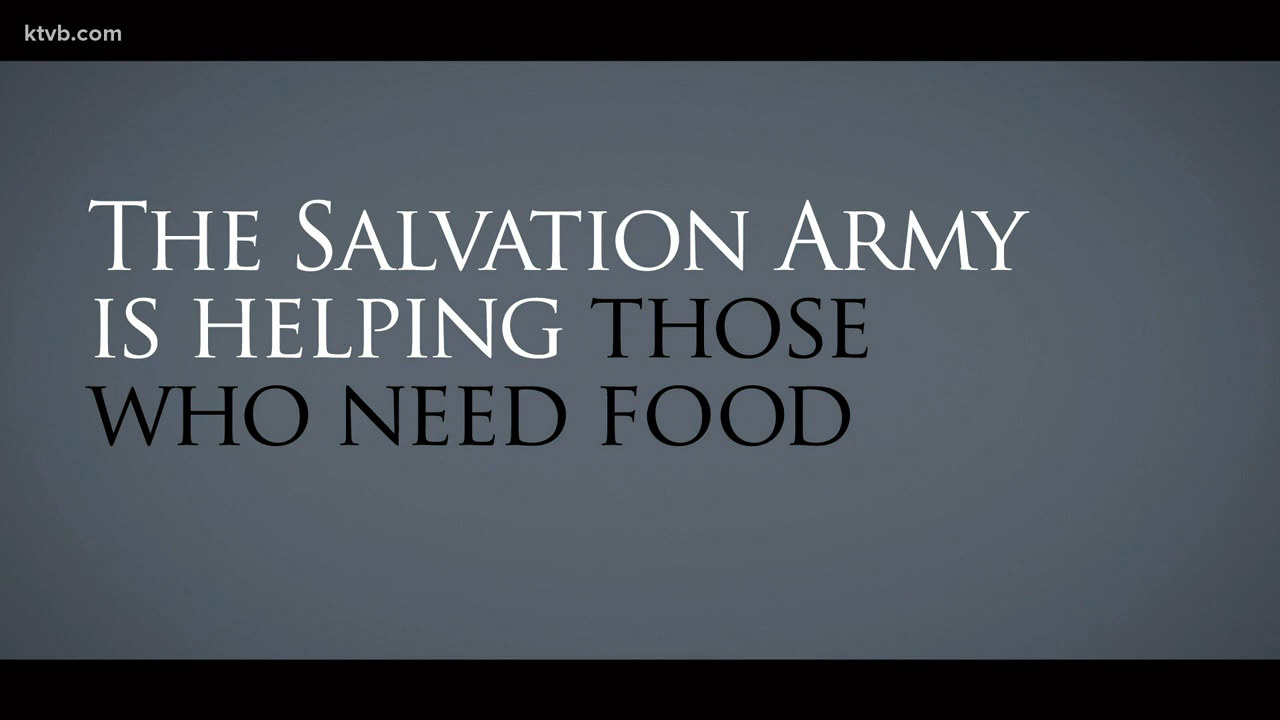 ktvb.com
The Salvation Army
is helping those
who need food